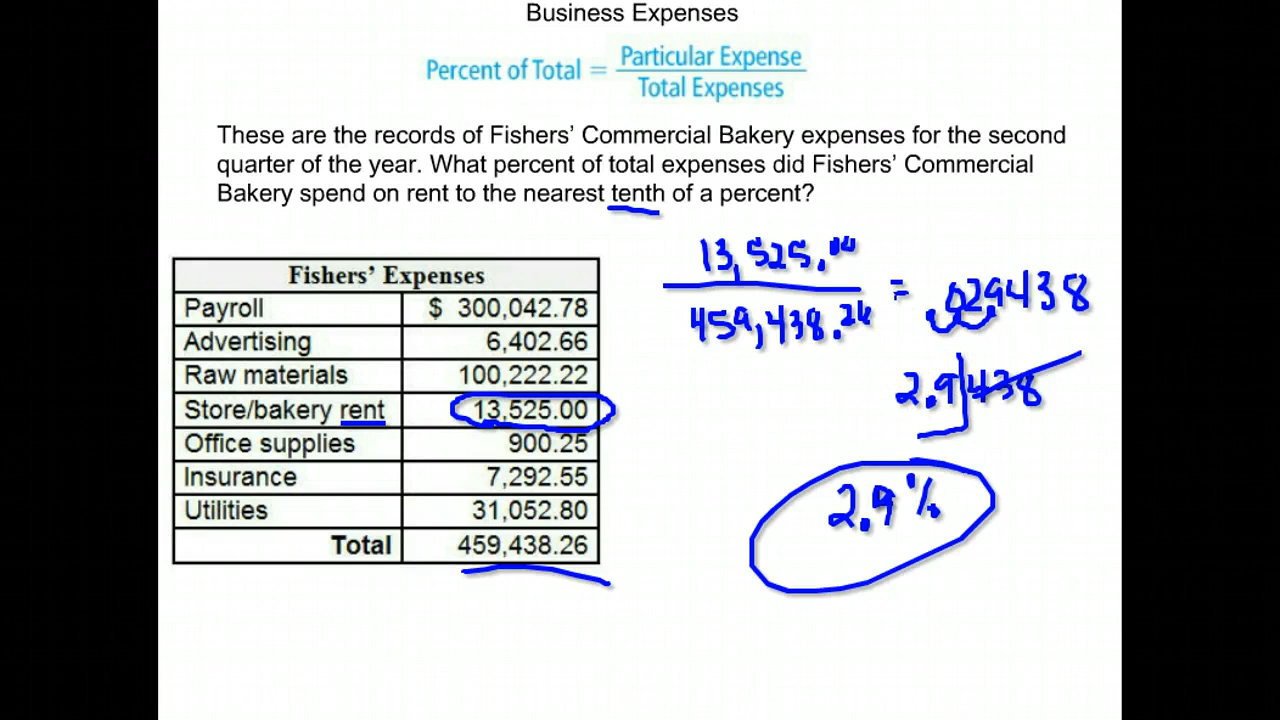 Business Expenses
Percent of Total = Particular Expense / Total Expenses
These are the records of Fishers’ Commercial Bakery expenses for the second
quarter of the year. What percent of total expenses did Fishers’ Commercial
Bakery spend on rent to the nearest tenth of a percent?
Fishers’ Expenses
Payroll $ 300,042.78
Advertising 6,402.66
Raw materials 100,222.22
Store/bakery rent 13,525.00
Office supplies 900.25
Insurance 7,292.55
Utilities 31,052.80
Total 459,438.26
13,525.00
459,438.26
= .029438
2.9438
2.9%